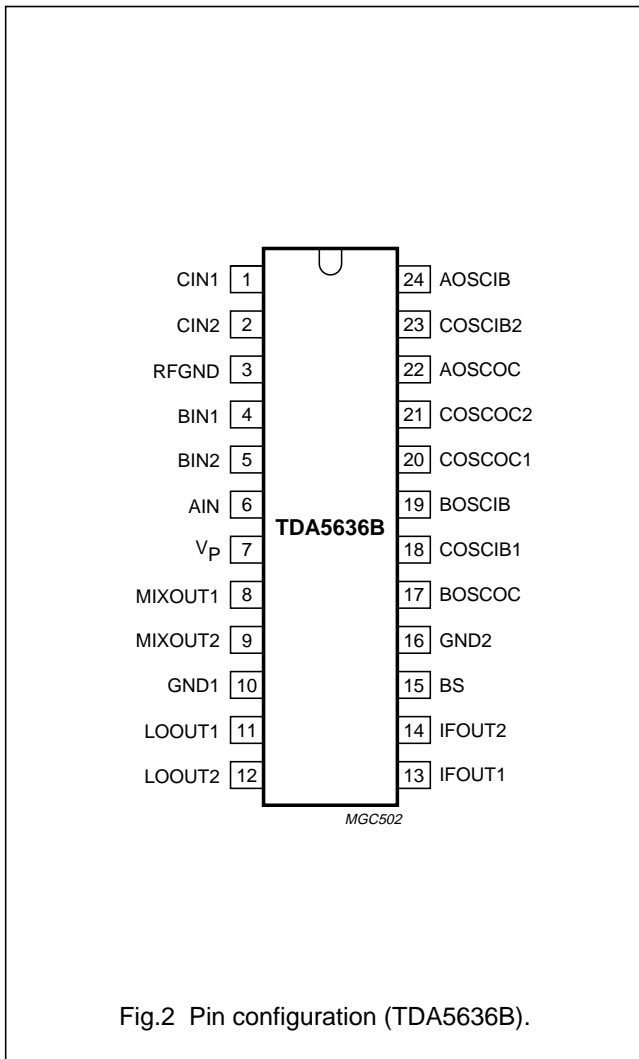 CIN1 1 24 AOSCIB
CIN2 2 23 COSCIB2
RFGND 3 22 AOSCOC
BIN1 4 21 COSCOC2
BIN2 5 20 COSCOC1
AIN 6 19 BOSCIB
TDA5636B
VP 7 18 COSCIB1
MIXOUT1 8 17 BOSCOC
MIXOUT2 9 16 GND2
GND1 10 15 BS
LOOUT1 11 14 IFOUT2
LOOUT2 12 13 IFOUT1
MGC502
Fig.2 Pin configuration (TDA5636B).